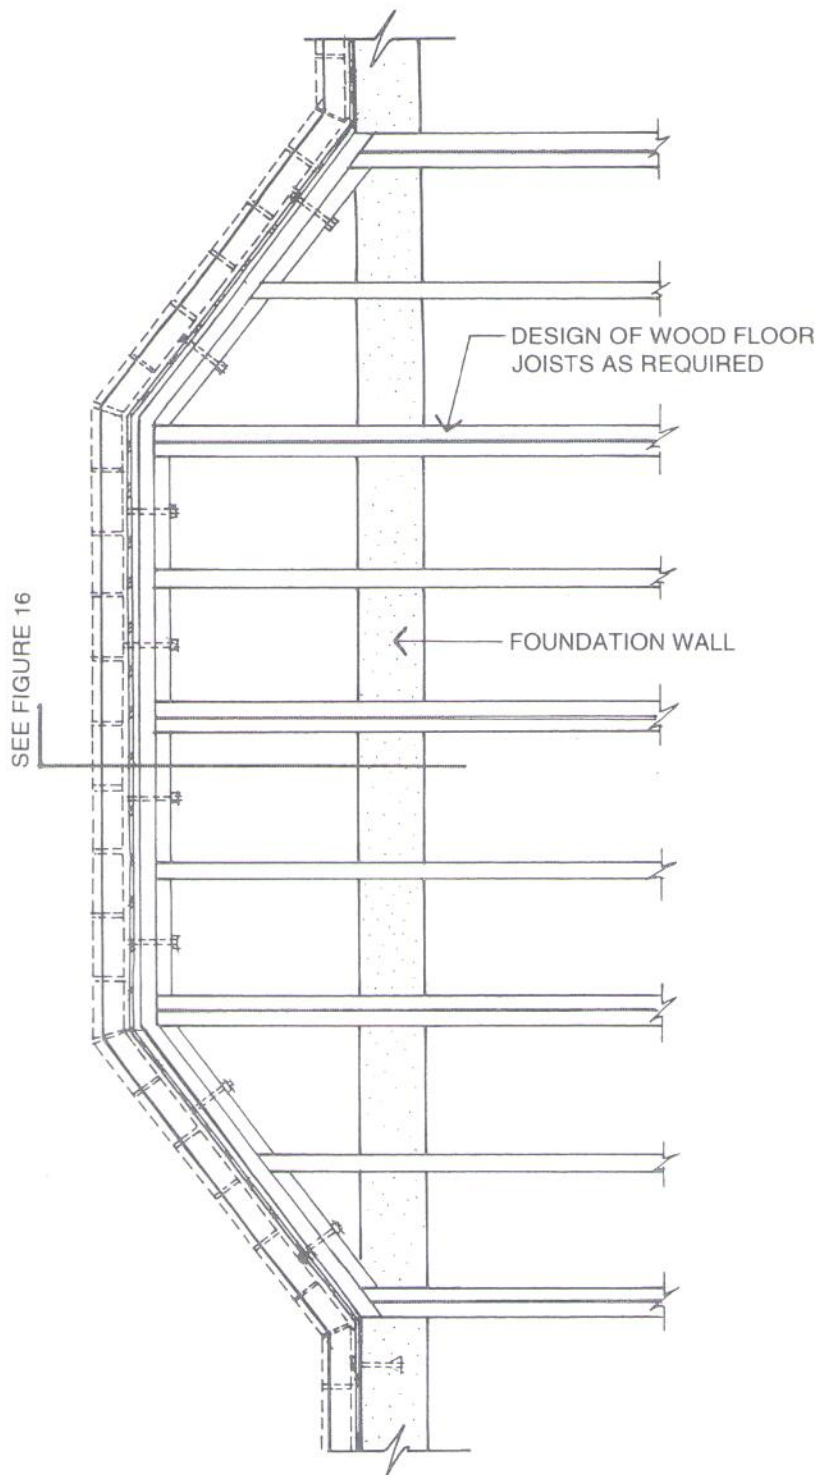 DESIGN OF WOOD FLOOR
JOISTS AS REQUIRED
SEE FIGURE 16
FOUNDATION WALL